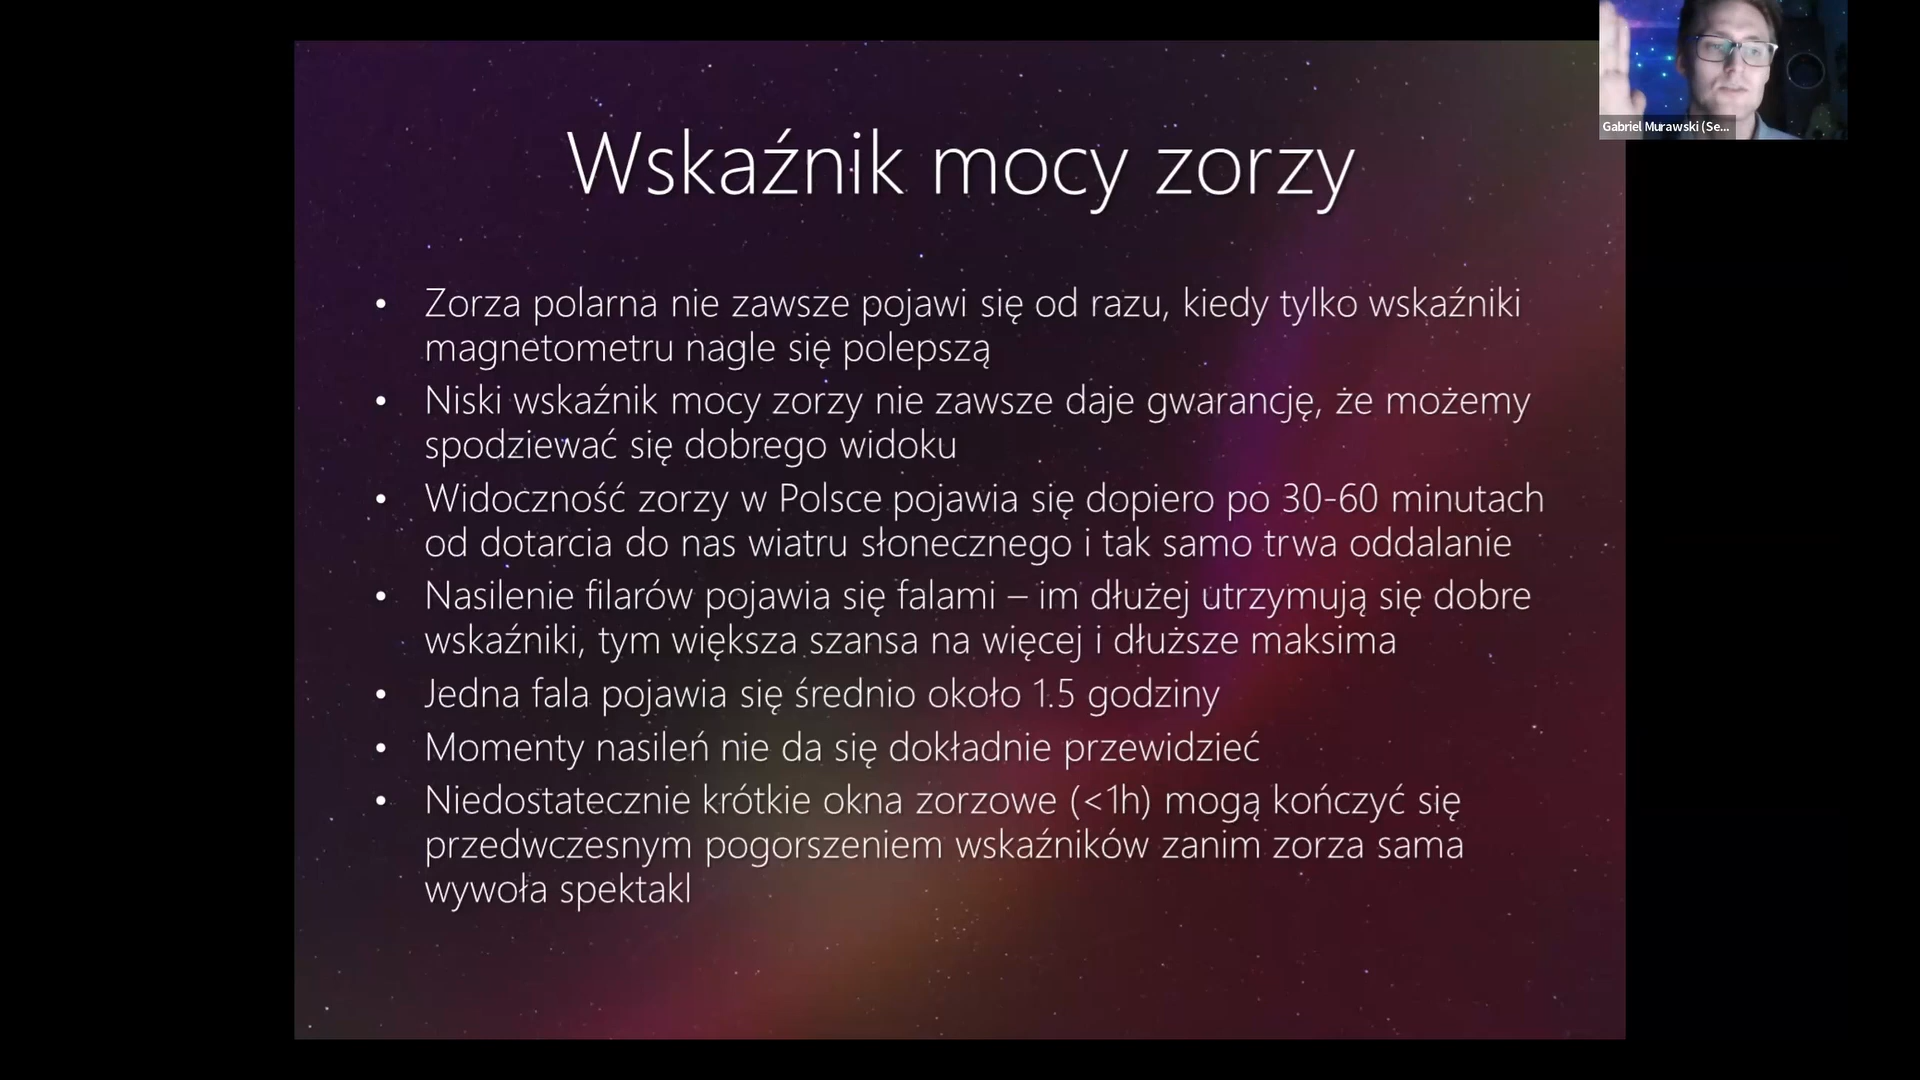 Wskaźnik mocy zorzy
• Zorza polarna nie zawsze pojawi się od razu, kiedy tylko wskaźniki
magnetometru nagle się polepszą
• Niski wskaźnik mocy zorzy nie zawsze daje gwarancję, że możemy
spodziewać się dobrego widoku
• Widoczność zorzy w Polsce pojawia się dopiero po 30-60 minutach
od dotarcia do nas wiatru słonecznego i tak samo trwa oddalanie
• Nasilenie filarów pojawia się falami – im dłużej utrzymują się dobre
wskaźniki, tym większa szansa na więcej i dłuższe maksima
• Jedna fala pojawia się średnio około 1.5 godziny
• Momenty nasileń nie da się dokładnie przewidzieć
• Niedostatecznie krótkie okna zorzowe (<1h) mogą kończyć się
przedwczesnym pogorszeniem wskaźników zanim zorza sama
wywoła spektakl
Gabriel Murawski (Se...